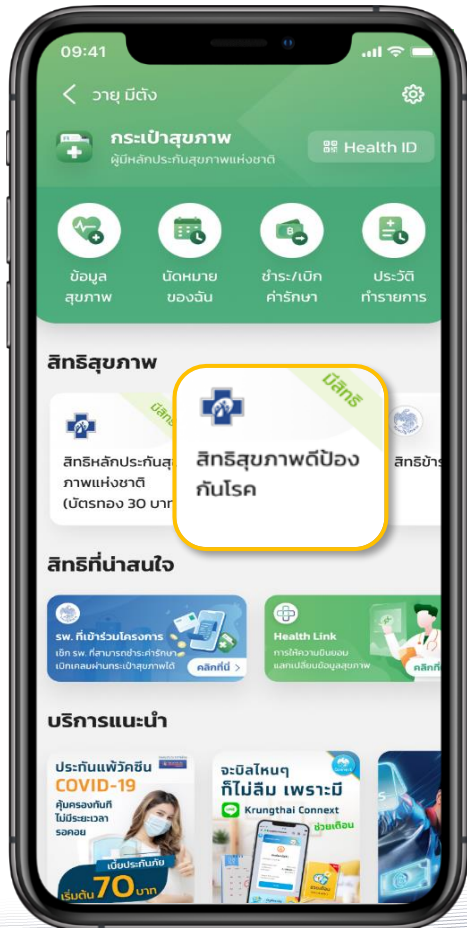 09:41
วายุ มีตัง
กระเป๋าสุขภาพ
ผู้มีหลักประกันสุขภาพแห่งชาติ
Health ID
ข้อมูล
สุขภาพ
นัดหมาย
ของฉัน
ชำระ/เบิก
ค่ารักษา
ประวัติ
ทำรายการ
สิทธิสุขภาพ
สิทธิหลักประกันสุ
ภาพแห่งชาติ
(บัตรทอง 30 บาท
มีสิทธิ
สิทธิสุขภาพดีป้อง
กันโรค
สิทธิข้า
สิทธิที่น่าสนใจ
รพ. ที่เข้าร่วมโครงการ
เช็ก รพ. ที่สามารถชำระค่ารักษา
เบิกเคลมผ่านกระเป๋าสุขภาพได้
คลิกที่นี่ >
Health Link
การให้ความยินยอม
แลกเปลี่ยนข้อมูลสุขภาพ
คลิกที่
บริการแนะนำ
ประกันแพ้วัคซีน
COVID-19
คุ้มครองทันที
ไม่มีระยะเวลา
รอคอย
เบี้ยประกันภัย
เริ่มต้น 70 บาท
จะบิลไหนๆ
ก็ไม่ลืม เพราะมี
Krungthai Connext
ช่วยเตือน